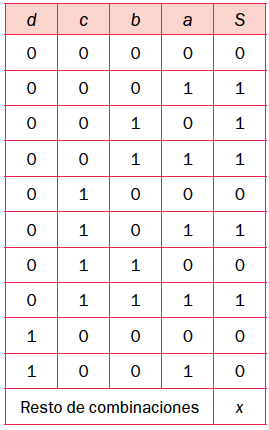 d c b a S
0 0 0 0 0
0 0 0 1 1
0 0 1 0 1
0 0 1 1 1
0 1 0 0 0
0 1 0 1 1
0 1 1 0 0
0 1 1 1 1
1 0 0 0 0
1 0 0 1 0
Resto de combinaciones x